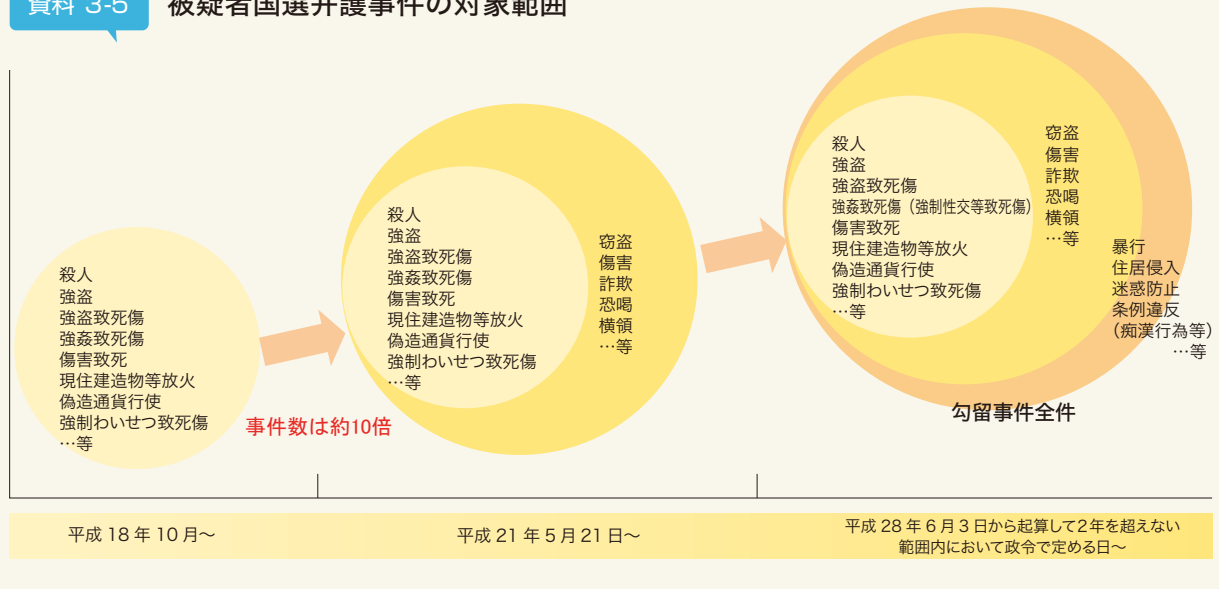 資料 3-5
被疑者国選弁護事件の対象範囲
殺人
強盗
強盗致死傷
強姦致死傷
傷害致死
現住建造物等放火
偽造通貨行使
強制わいせつ致死傷
…等
事件数は約10倍
殺人
強盗
強盗致死傷
強姦致死傷
傷害致死
現住建造物等放火
偽造通貨行使
強制わいせつ致死傷
…等
窃盗
傷害
詐欺
恐喝
横領
…等
殺人
強盗
強盗致死傷
強姦致死傷（強制性交等致死傷）
傷害致死
現住建造物等放火
偽造通貨行使
強制わいせつ致死傷
…等
窃盗
傷害
詐欺
恐喝
横領
…等
暴行
住居侵入
迷惑防止
条例違反
（痴漢行為等）
…等
勾留事件全件
平成 18 年 10 月～
平成 21 年 5 月 21 日～
平成 28 年 6 月 3 日から起算して2年を超えない
範囲内において政令で定める日～